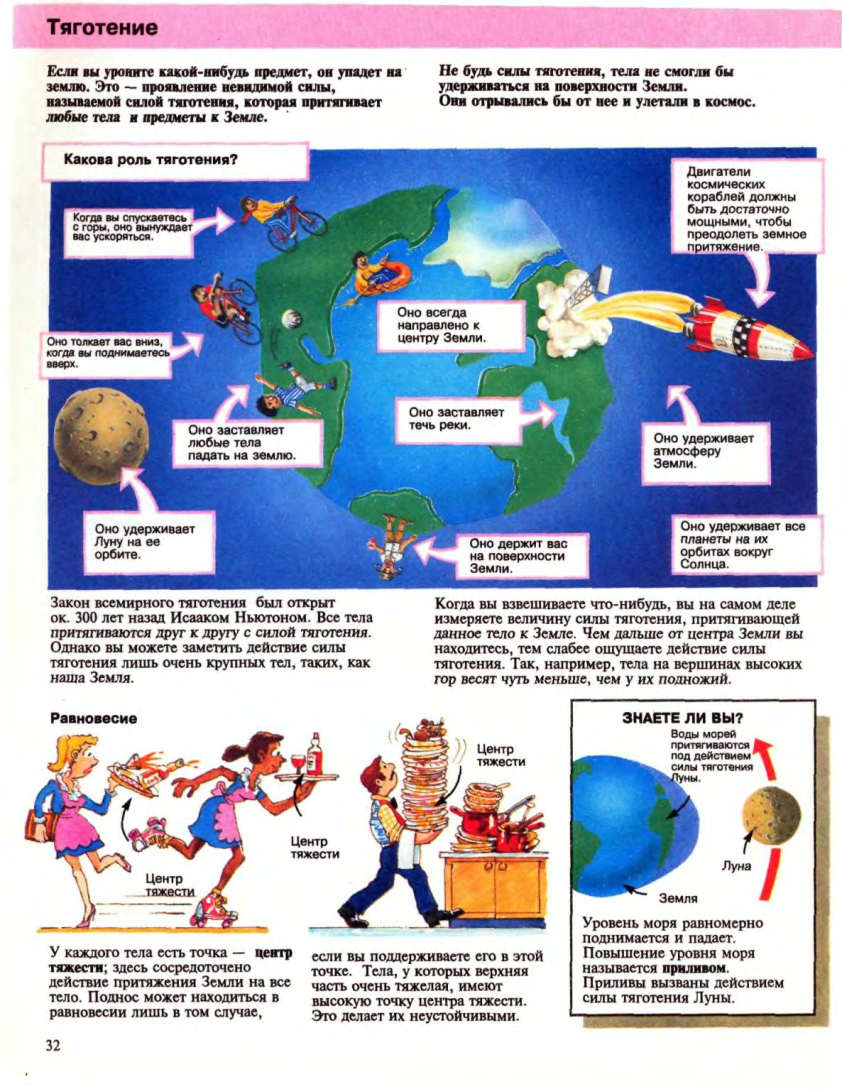 Тяготение
Если вы уроните какой-нибудь предмет, он упадет на
землю. Это — проявление невидимой силы,
называемой силой тяготения, которая притягивает
любые тела и предметы к Земле.
Не будь силы тяготения, тела не смогли бы
удерживаться на поверхности Земли.
Они отрывались бы от нее и улетали в космос.
Какова роль тяготения?
Когда вы спускаетесь
с горы, оно вынуждает
вас ускоряться.
Двигатели
космических
кораблей должны
быть достаточно
мощными, чтобы
преодолеть земное
притяжение.
Оно всегда
направлено к
центру Земли.
Оно толкает вас вниз,
когда вы поднимаетесь
вверх.
Оно заставляет
любые тела
падать на землю.
Оно заставляет
течь реки.
Оно удерживает
атмосферу
Земли.
Оно удерживает
Луну на ее
орбите.
Оно держит вас
на поверхности
Земли.
Оно удерживает все
планеты на их
орбитах вокруг
Солнца.
Закон всемирного тяготения был открыт
ок. 300 лет назад Исааком Ньютоном. Все тела
притягиваются друг к другу с силой тяготения.
Однако вы можете заметить действие силы
тяготения лишь очень крупных тел, таких, как
наша Земля.
Когда вы взвешиваете что-нибудь, вы на самом деле
измеряете величину силы тяготения, притягивающей
данное тело к Земле. Чем дальше от центра Земли вы
находитесь, тем слабее ощущаете действие силы
тяготения. Так, например, тела на вершинах высоких
гор весят чуть меньше, чем у их подножий.
Равновесие
Центр
тяжести
Центр
тяжести
Центр
тяжести
У каждого тела есть точка — центр
тяжести; здесь сосредоточено
действие притяжения Земли на все
тело. Поднос может находиться в
равновесии лишь в том случае,
если вы поддерживаете его в этой
точке. Тела, у которых верхняя
часть очень тяжелая, имеют
высокую точку центра тяжести.
Это делает их неустойчивыми.
ЗНАЕТЕ ЛИ ВЫ?
Воды морей
притягиваются
под действием
силы тяготения
Луны.
Луна
Земля
Уровень моря равномерно
поднимается и падает.
Повышение уровня моря
называется приливом.
Приливы вызваны действием
силы тяготения Луны.
32